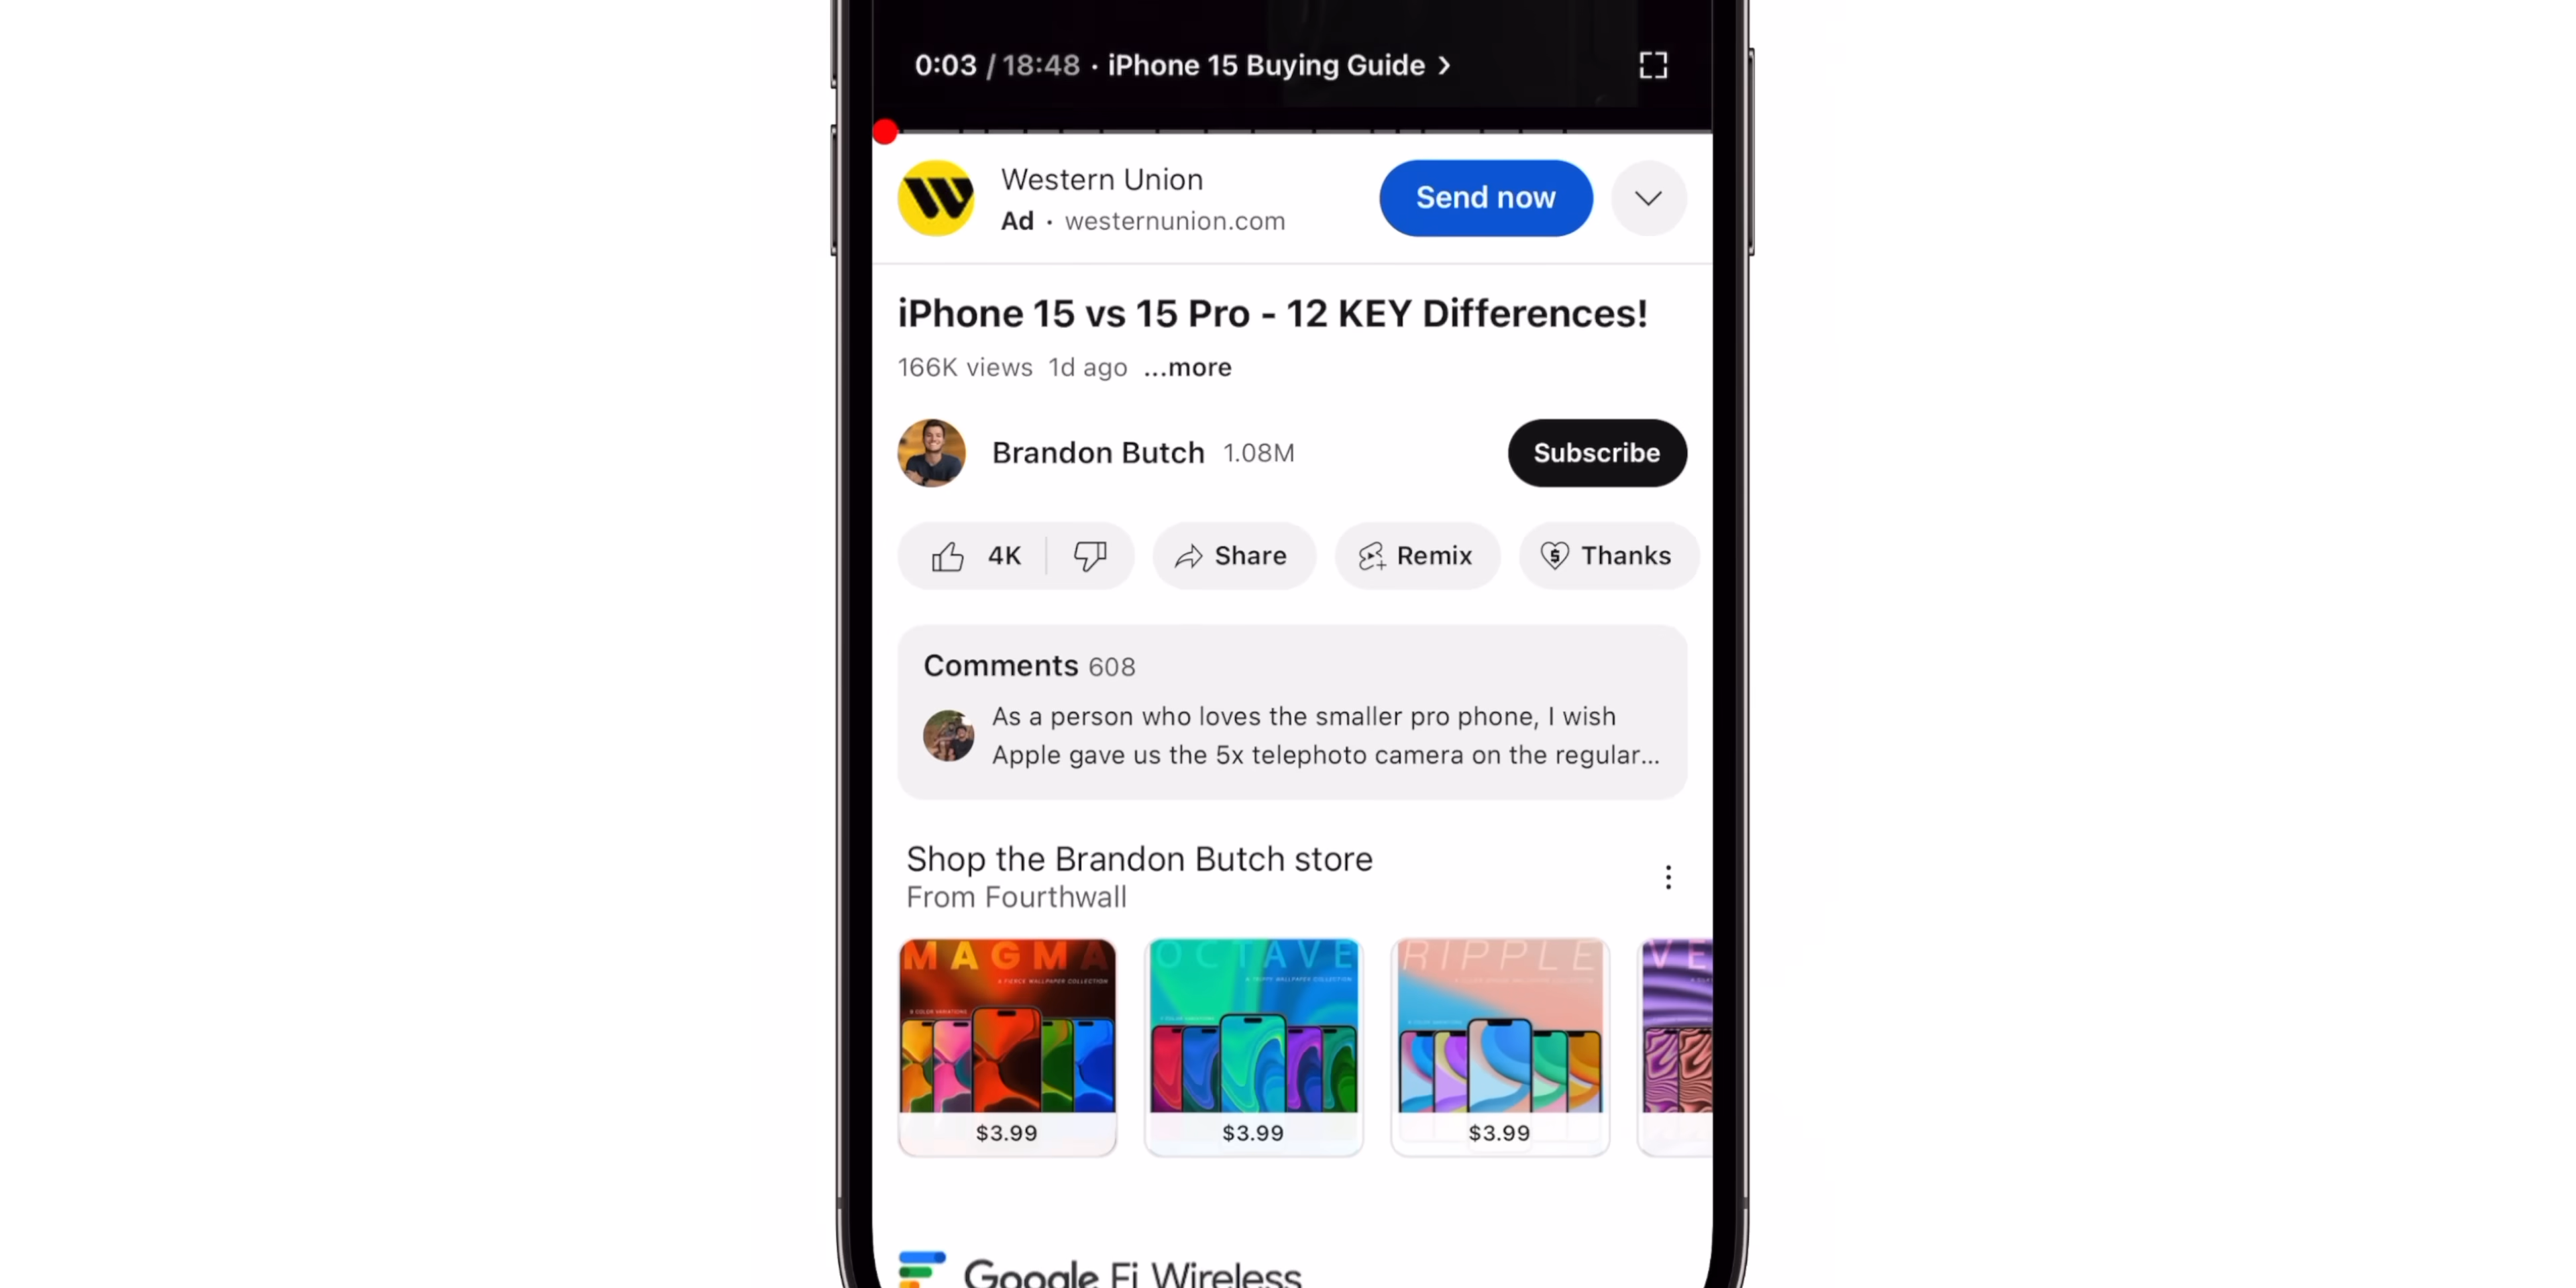 0:03 / 18:48 · iPhone 15 Buying Guide >
Western Union
Send now
Ad · westernunion.com
iPhone 15 vs 15 Pro - 12 KEY Differences!
166K views 1d ago ...more
Brandon Butch 1.08M
Subscribe
4K
Share
Remix
Thanks
Comments 608
As a person who loves the smaller pro phone, I wish
Apple gave us the 5x telephoto camera on the regular...
Shop the Brandon Butch store
From Fourthwall
MAGMA
A FIERCE WALLPAPER COLLECTION
$3.99
OCTAVE
$3.99
RIPPLE
$3.99
VE
Google Fi Wireless